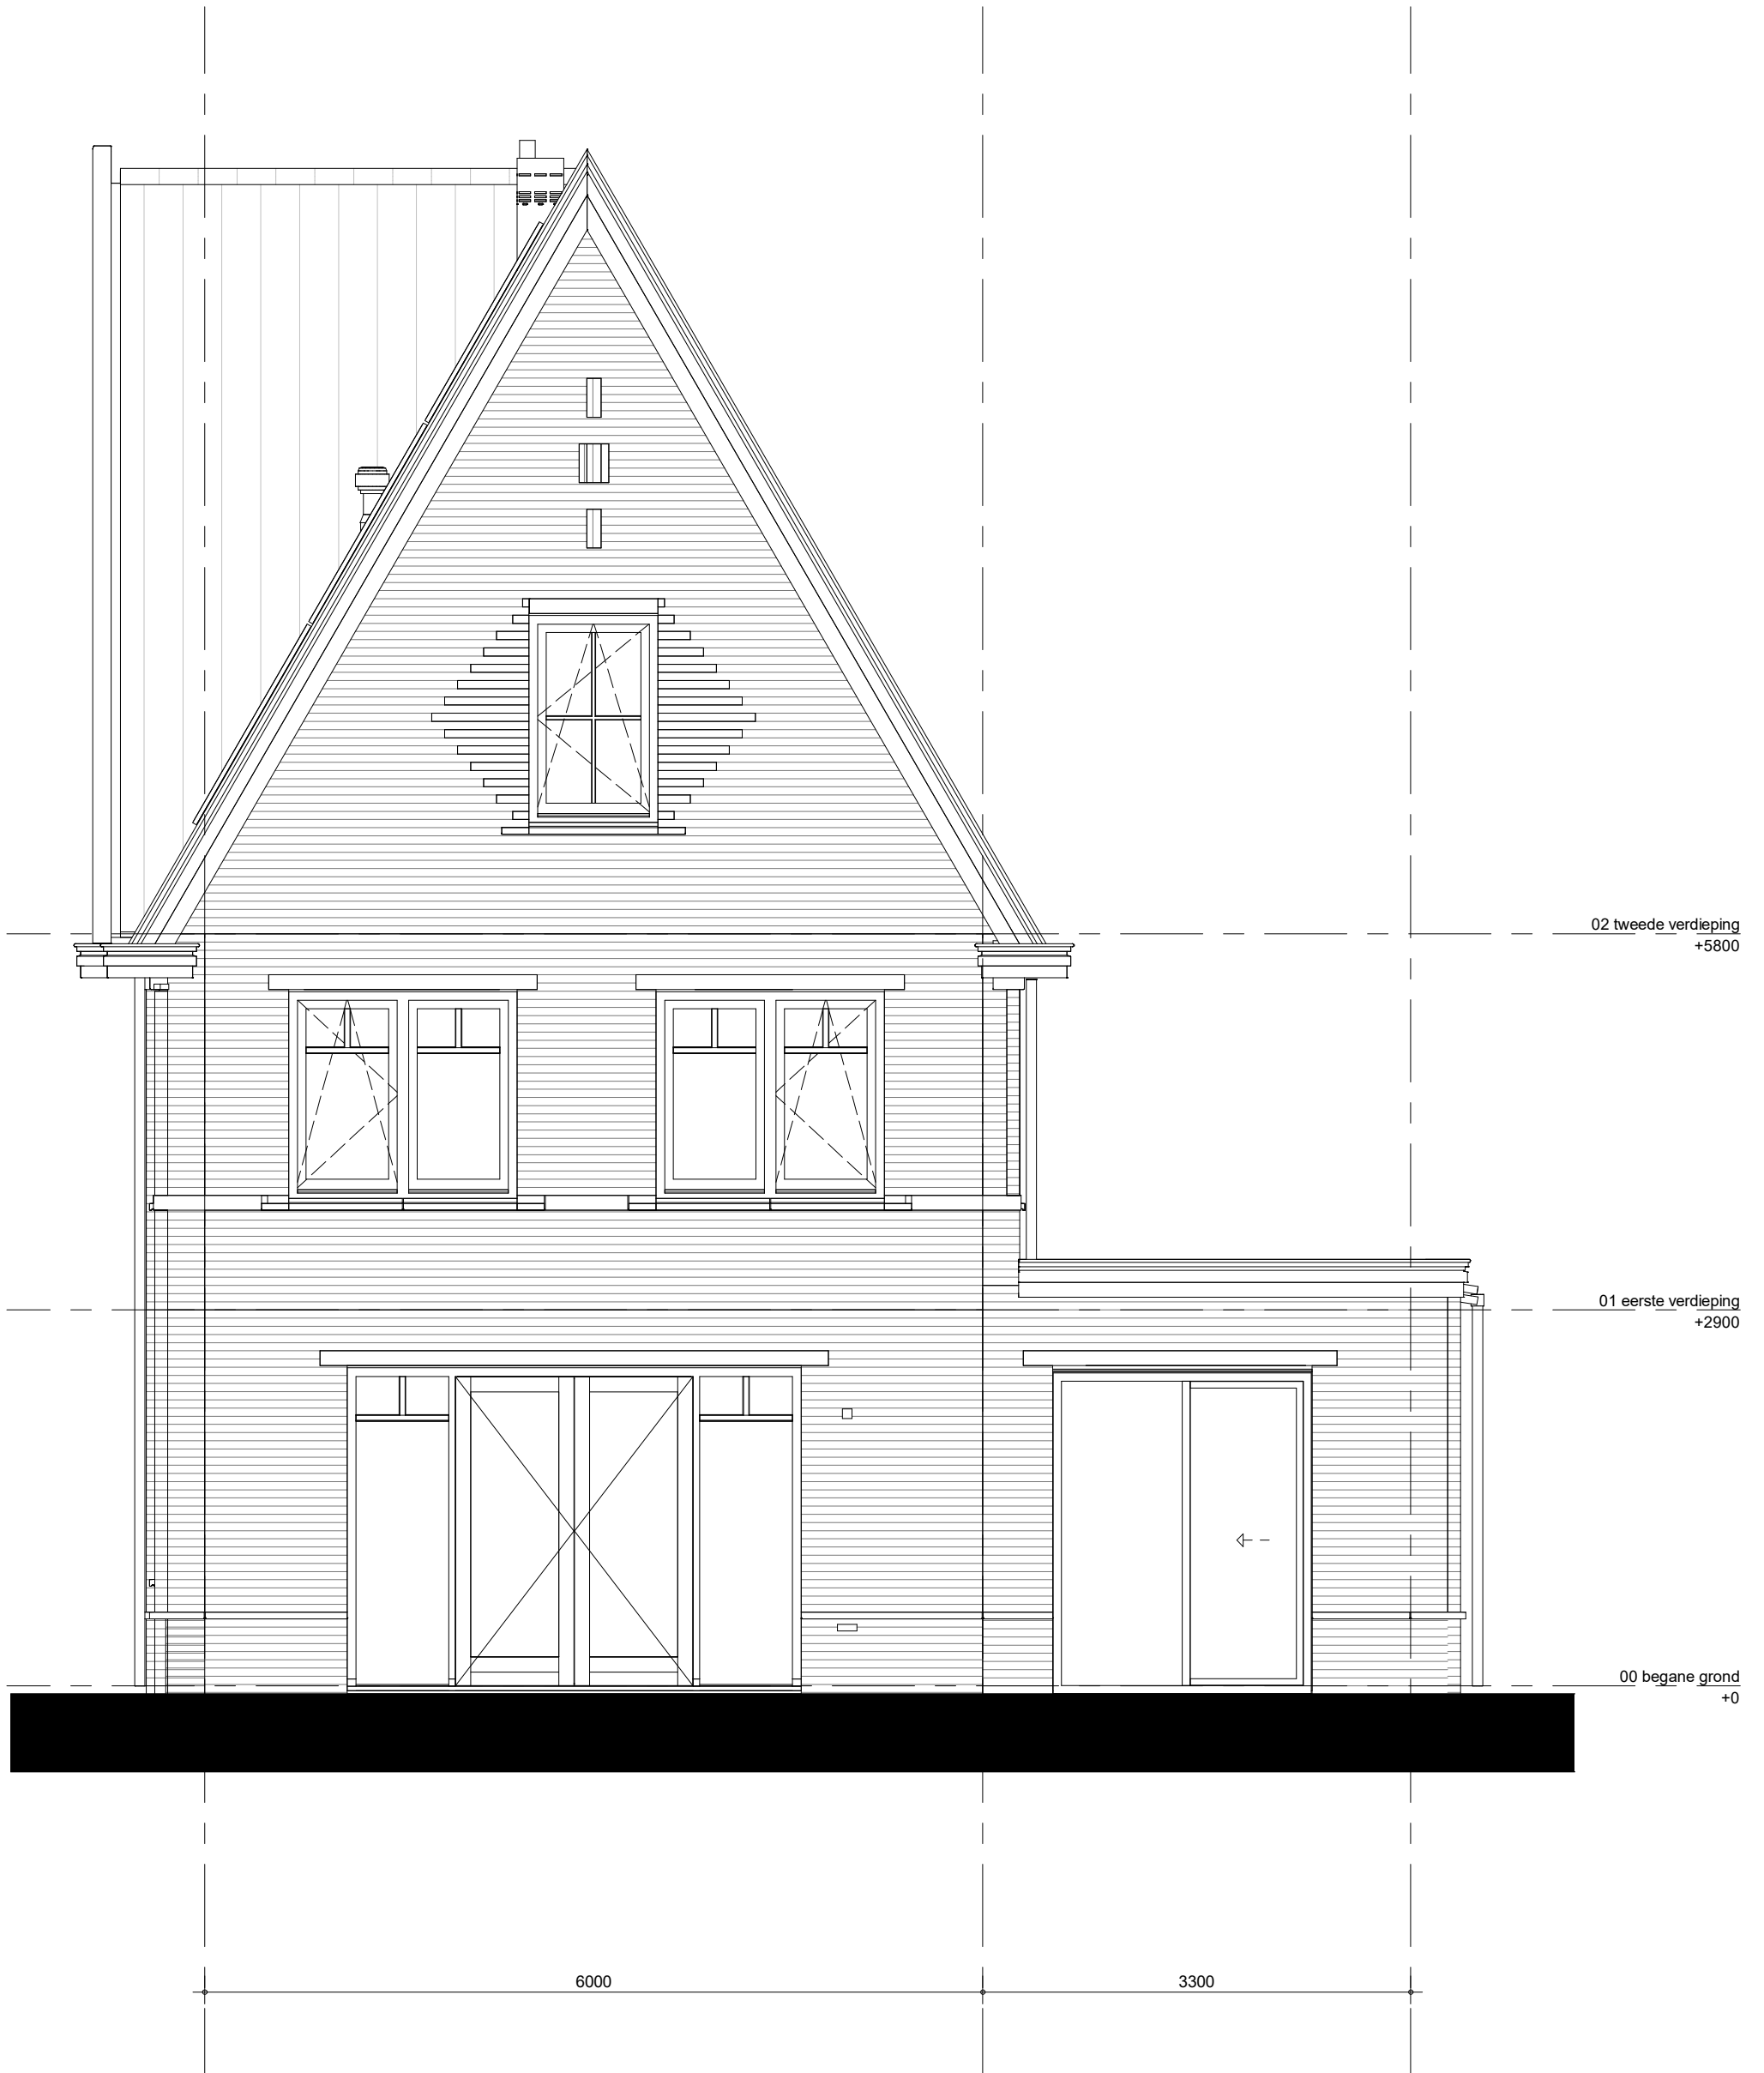 02 tweede verdieping
+5800
01 eerste verdieping
+2900
00 begane grond
+0
6000
3300